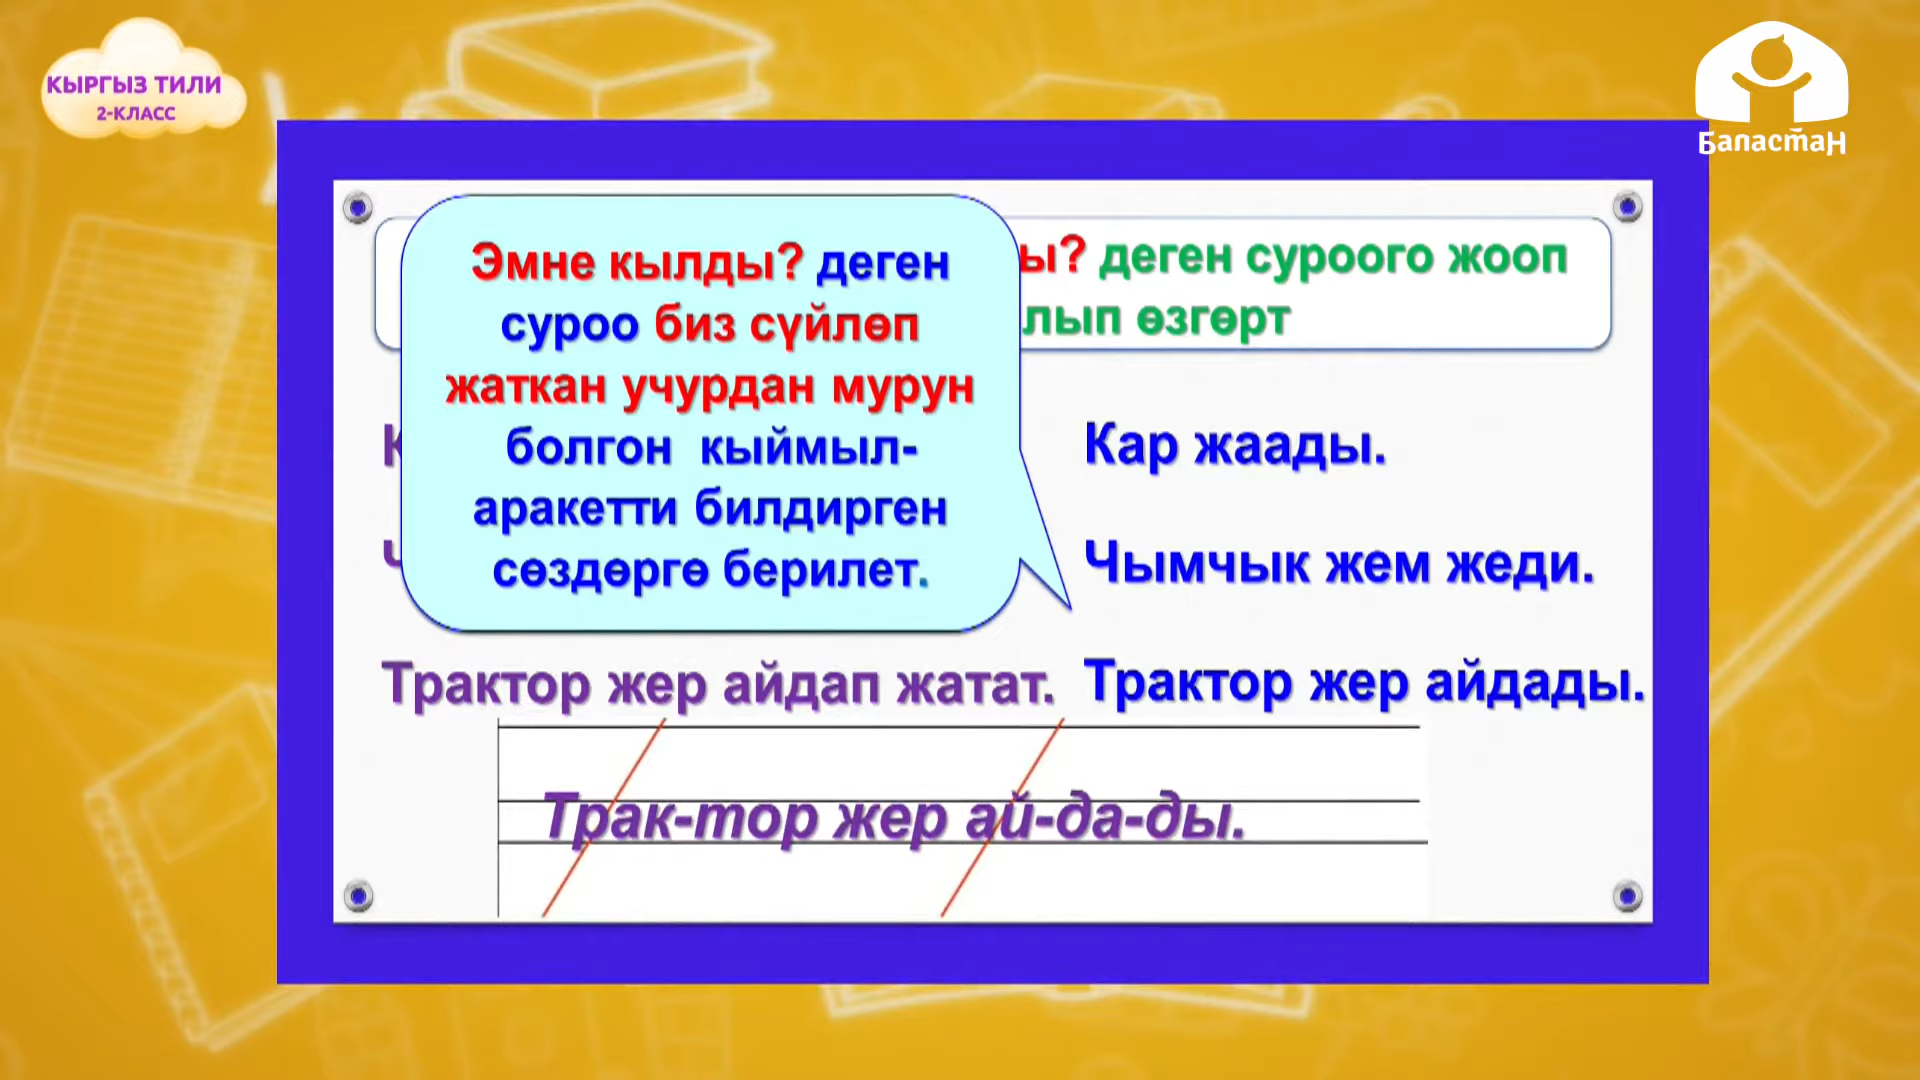 КЫРГЫЗ ТИЛИ
2-КЛАСС
Баластан
Эмне кылды? деген
суроо биз сүйлөп
жаткан учурдан мурун
болгон кыймыл-
аракетти билдирген
сөздөргө берилет.
деген суроого жооп
өзгөрт
Кар жаады.
Чымчык жем жеди.
Трактор жер айдап жатат. Трактор жер айдады.
Трак-тор жер ай-да-ды.